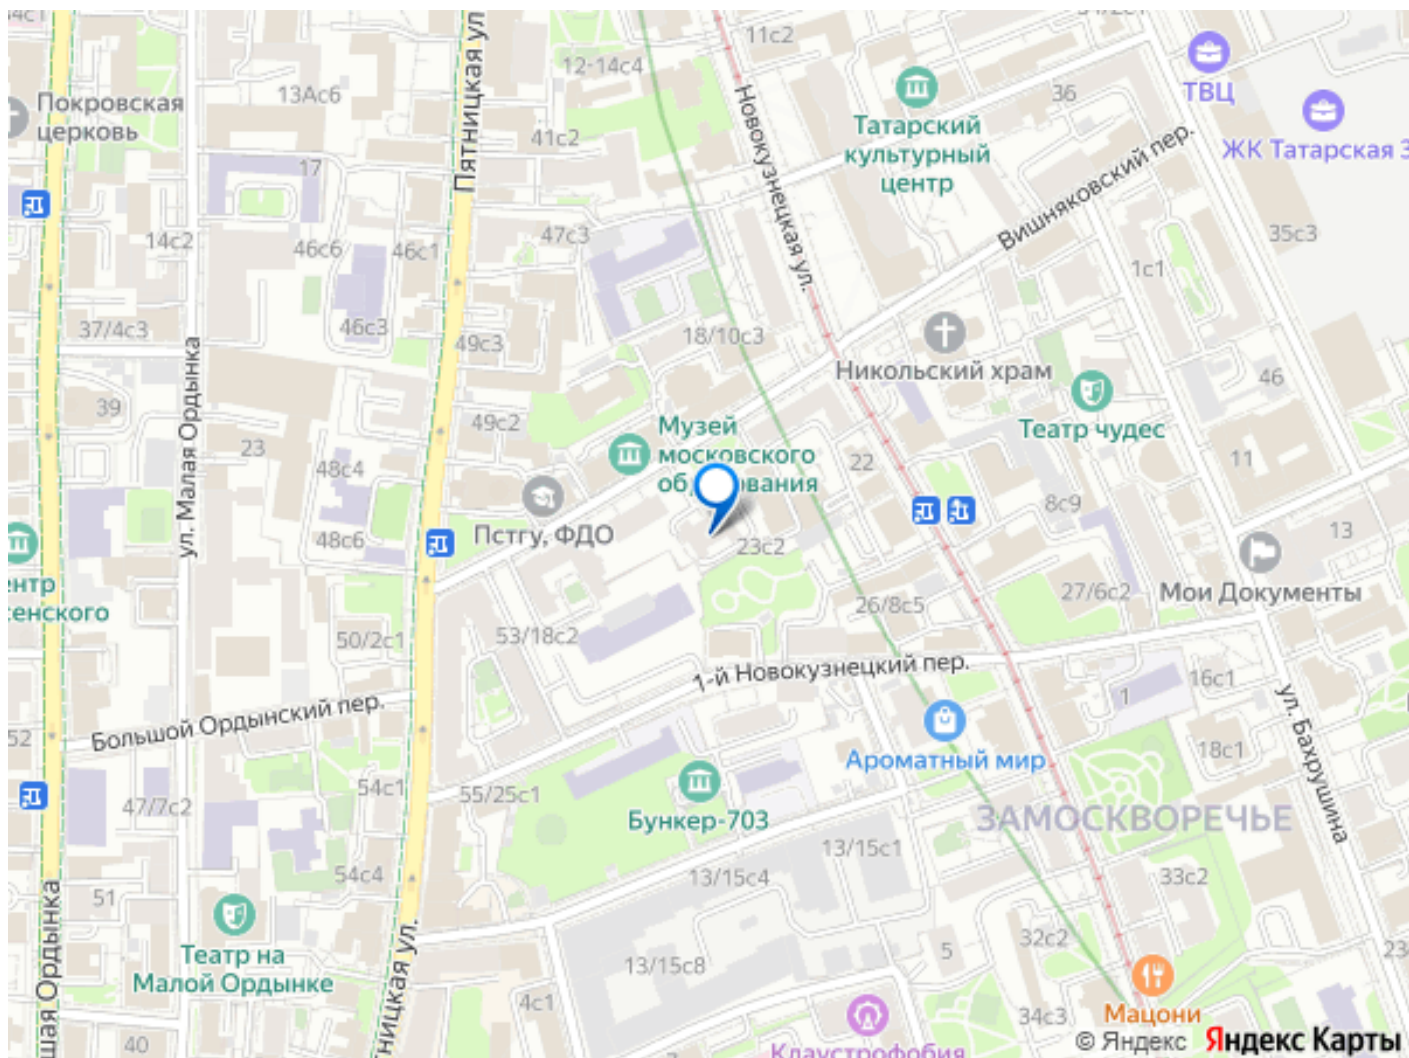 11с2
12-14с4
Новокузнецкая ул.
36
ТВЦ
ЖК Татарская 3
Покровская
церковь
13Ас6
Пятницкая ул.
41с2
Татарский
культурный
центр
Вишняковский пер.
17
14с2
46с6
46с1
47с3
35с3
1с1
37/4с3
46с3
49с3
18/10с3
Никольский храм
46
39
ул. Малая Ордынка
23
49с2
Музей
московского
Театр чудес
48с4
22
11
8с9
Пстгу, ФДО
48с6
23с2
13
Мои Документы
27/6с2
26/8с5
50/2с1
53/18с2
1-й Новокузнецкий пер.
16с1
1
Большой Ордынский пер.
52
ул. Бахрушина
18с1
Ароматный мир
54с1
55/25с1
47/7с2
Бункер-703
ЗАМОСКВОРЕЧЬЕ
13/15с1
54с4
13/15с4
33с2
51
Театр на
Малой Ордынке
32с2
5
13/15с8
4с1
34с3
Мацони
40
Клаустрофобия
© Яндекс Яндекс Карты